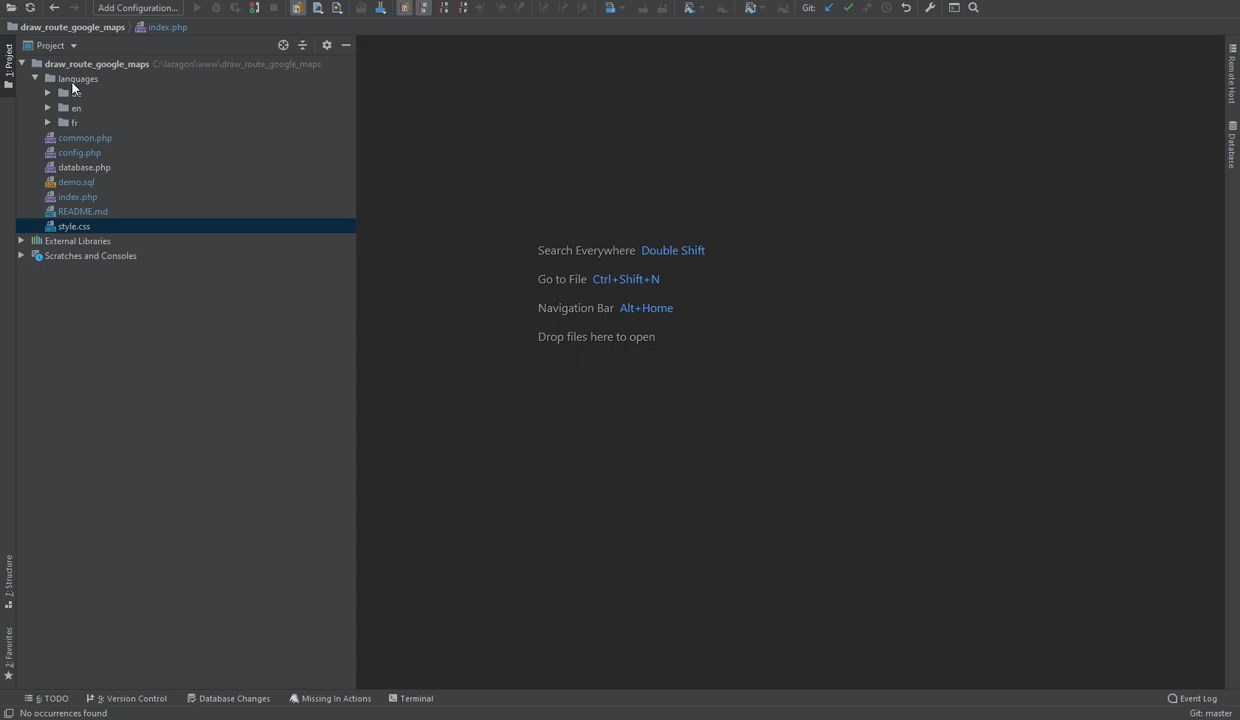 Add Configuration...
Git:
draw_route_google_maps
index.php
1: Project
Project
draw_route_google_maps C:\laragon\www\draw_route_google_maps
languages
en
fr
common.php
config.php
database.php
demo.sql
index.php
README.md
style.css
External Libraries
Scratches and Consoles
Search Everywhere Double Shift
Go to File Ctrl+Shift+N
Navigation Bar Alt+Home
Drop files here to open
Remote Host
Database
7: Structure
2: Favorites
6: TODO
9: Version Control
Database Changes
Missing In Actions
Terminal
Event Log
No occurrences found
Git: master